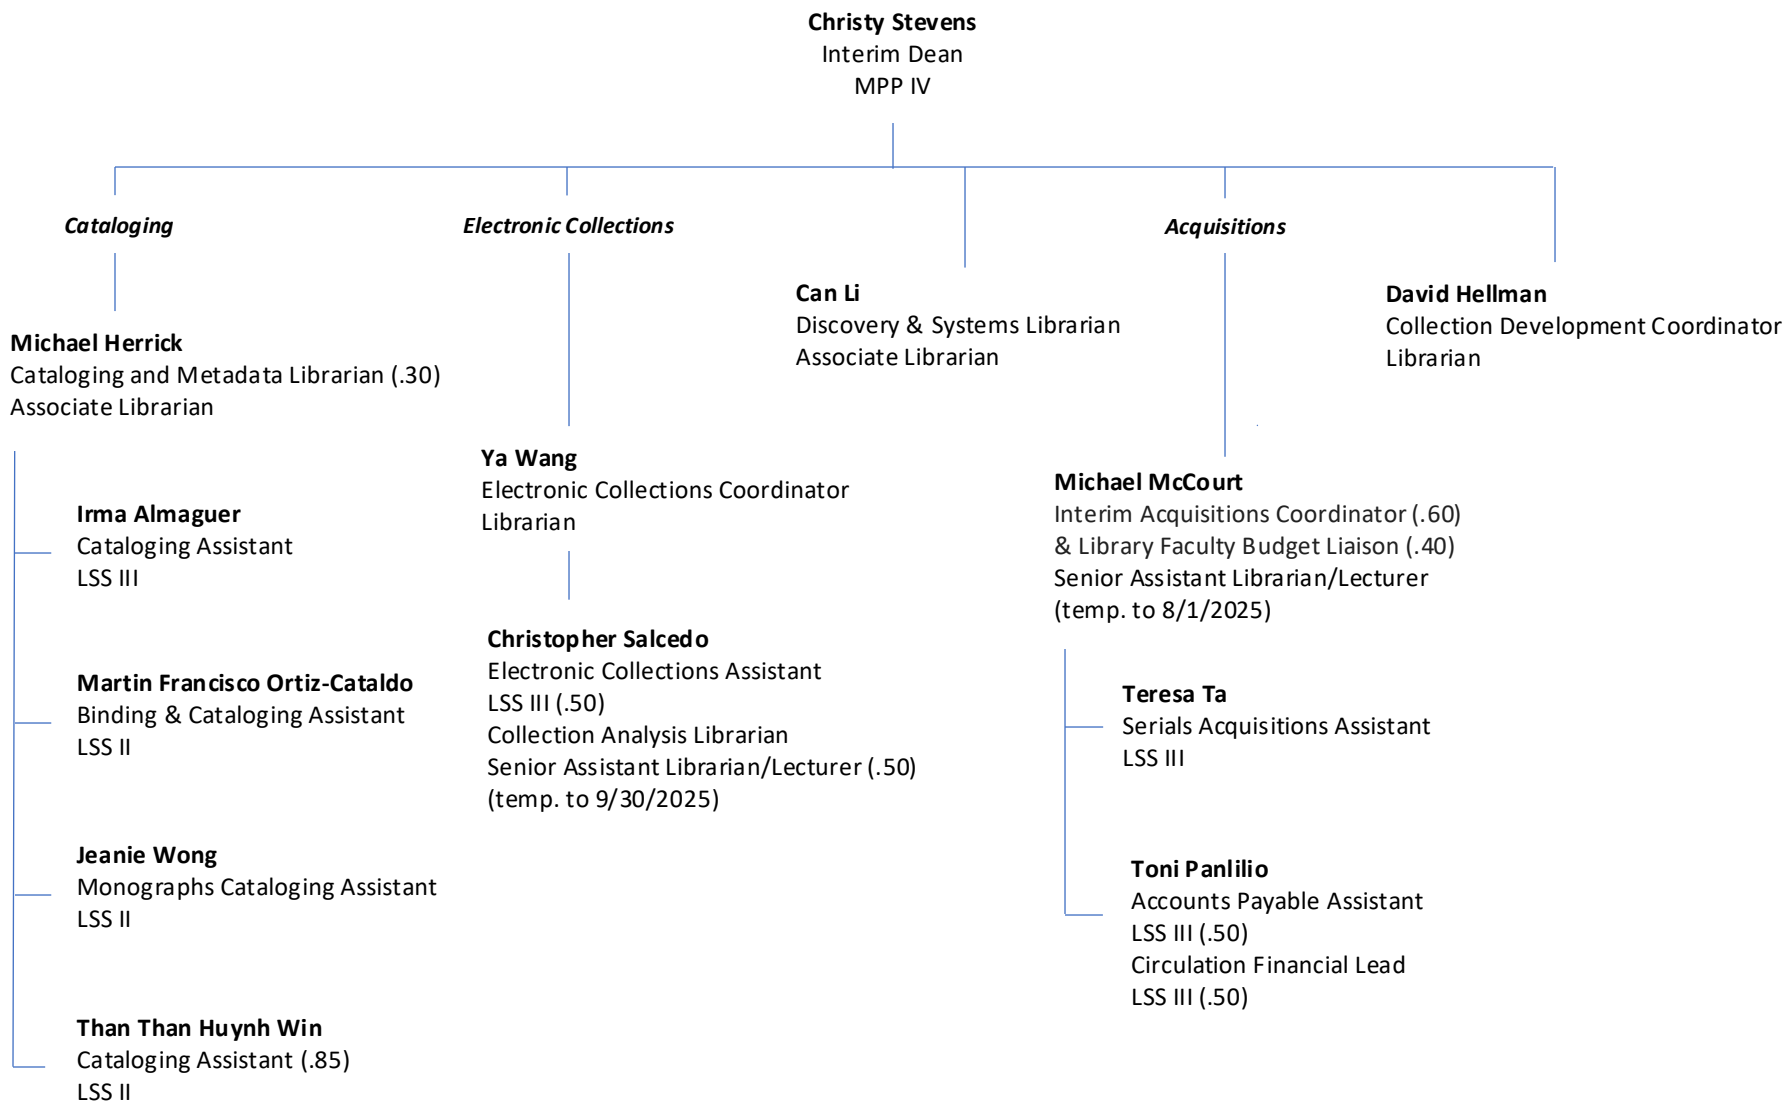 Christy Stevens
Interim Dean
MPP IV
Cataloging
Electronic Collections
Acquisitions
Can Li
Discovery & Systems Librarian
Associate Librarian
David Hellman
Collection Development Coordinator
Librarian
Michael Herrick
Cataloging and Metadata Librarian (.30)
Associate Librarian
Ya Wang
Electronic Collections Coordinator
Librarian
Michael McCourt
Interim Acquisitions Coordinator (.60)
& Library Faculty Budget Liaison (.40)
Senior Assistant Librarian/Lecturer
(temp. to 8/1/2025)
Irma Almaguer
Cataloging Assistant
LSS III
Christopher Salcedo
Electronic Collections Assistant
LSS III (.50)
Collection Analysis Librarian
Senior Assistant Librarian/Lecturer (.50)
(temp. to 9/30/2025)
Martin Francisco Ortiz-Cataldo
Binding & Cataloging Assistant
LSS II
Teresa Ta
Serials Acquisitions Assistant
LSS III
Jeanie Wong
Monographs Cataloging Assistant
LSS II
Toni Panlilio
Accounts Payable Assistant
LSS III (.50)
Circulation Financial Lead
LSS III (.50)
Than Than Huynh Win
Cataloging Assistant (.85)
LSS II